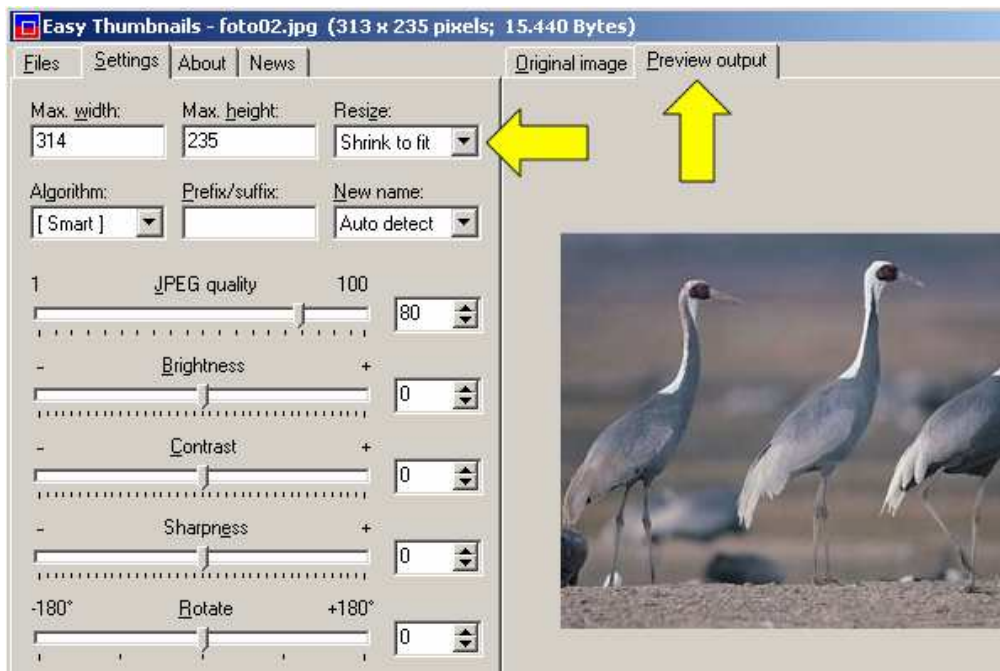 Easy Thumbnails - foto02.jpg (313 x 235 pixels; 15.440 Bytes)
Files Settings About News Original image Preview output
Max. width: Max. height: Resize:
314 235 Shrink to fit
Algorithm: Prefix/suffix: New name:
[ Smart ] Auto detect
1 JPEG quality 100
80
- Brightness +
0
- Contrast +
0
- Sharpness +
0
-180° Rotate +180°
0